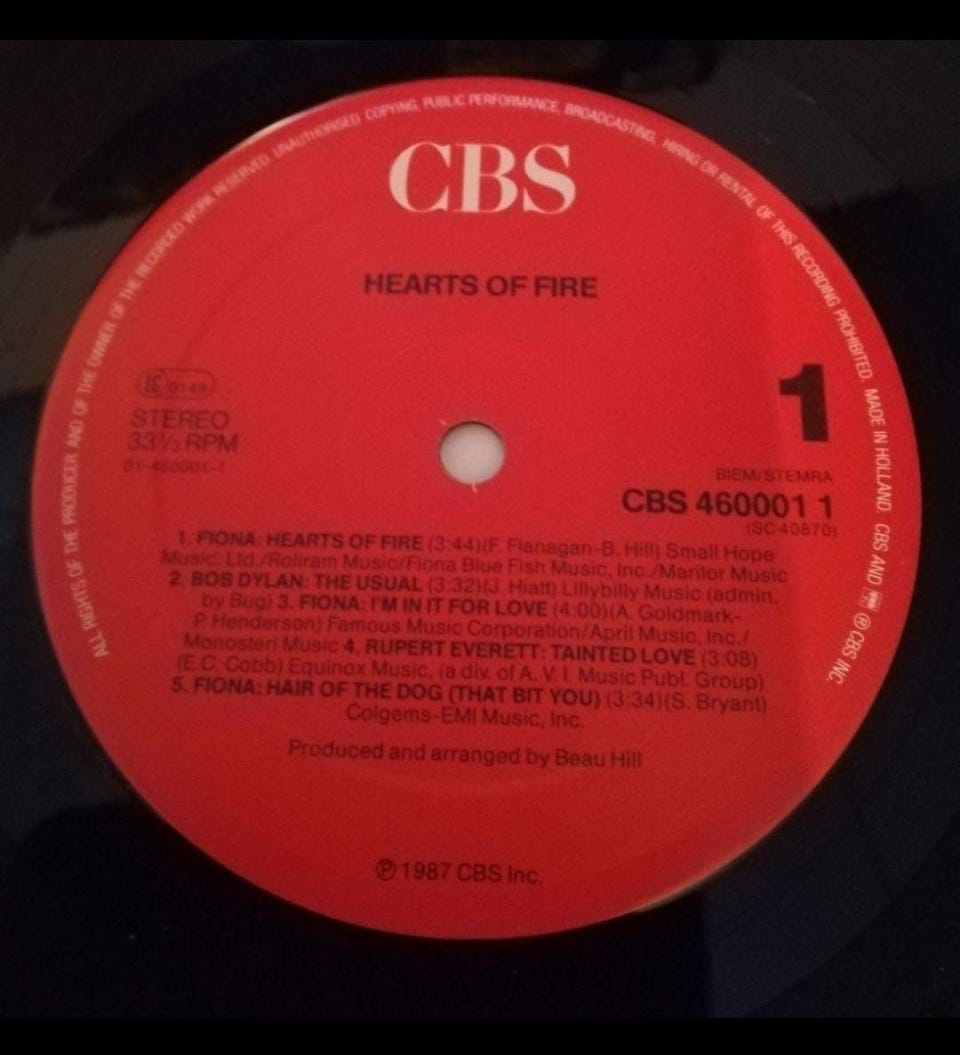 ALL RIGHTS OF THE PRODUCER AND OF THE OWNER OF THE RECORDED WORK RESERVED. UNAUTHORISED COPYING, PUBLIC PERFORMANCE, BROADCASTING, HIRING OR RENTAL OF THIS RECORDING PROHIBITED. MADE IN HOLLAND. CBS AND ℗ CBS INC.
CBS
HEARTS OF FIRE
0149
STEREO
33⅓ RPM
01-460001-1
1
BIEM/STEMRA
CBS 460001 1
(SC 40870)
1. FIONA: HEARTS OF FIRE (3:44)(F. Flanagan-B. Hill) Small Hope
Music. Ltd./Roliram Music/Fiona Blue Fish Music, Inc./Marilor Music
2. BOB DYLAN: THE USUAL (3:32)(J. Hiatt) Lillybilly Music (admin.
by Bug) 3. FIONA: I'M IN IT FOR LOVE (4:00)(A. Goldmark-
P. Henderson) Famous Music Corporation/April Music, Inc./
Monosteri Music 4. RUPERT EVERETT: TAINTED LOVE (3:08)
(E.C. Cobb) Equinox Music, (a div. of A. V. I. Music Publ. Group)
5. FIONA: HAIR OF THE DOG (THAT BIT YOU) (3:34)(S. Bryant)
Colgems-EMI Music, Inc.
Produced and arranged by Beau Hill
℗ 1987 CBS Inc.